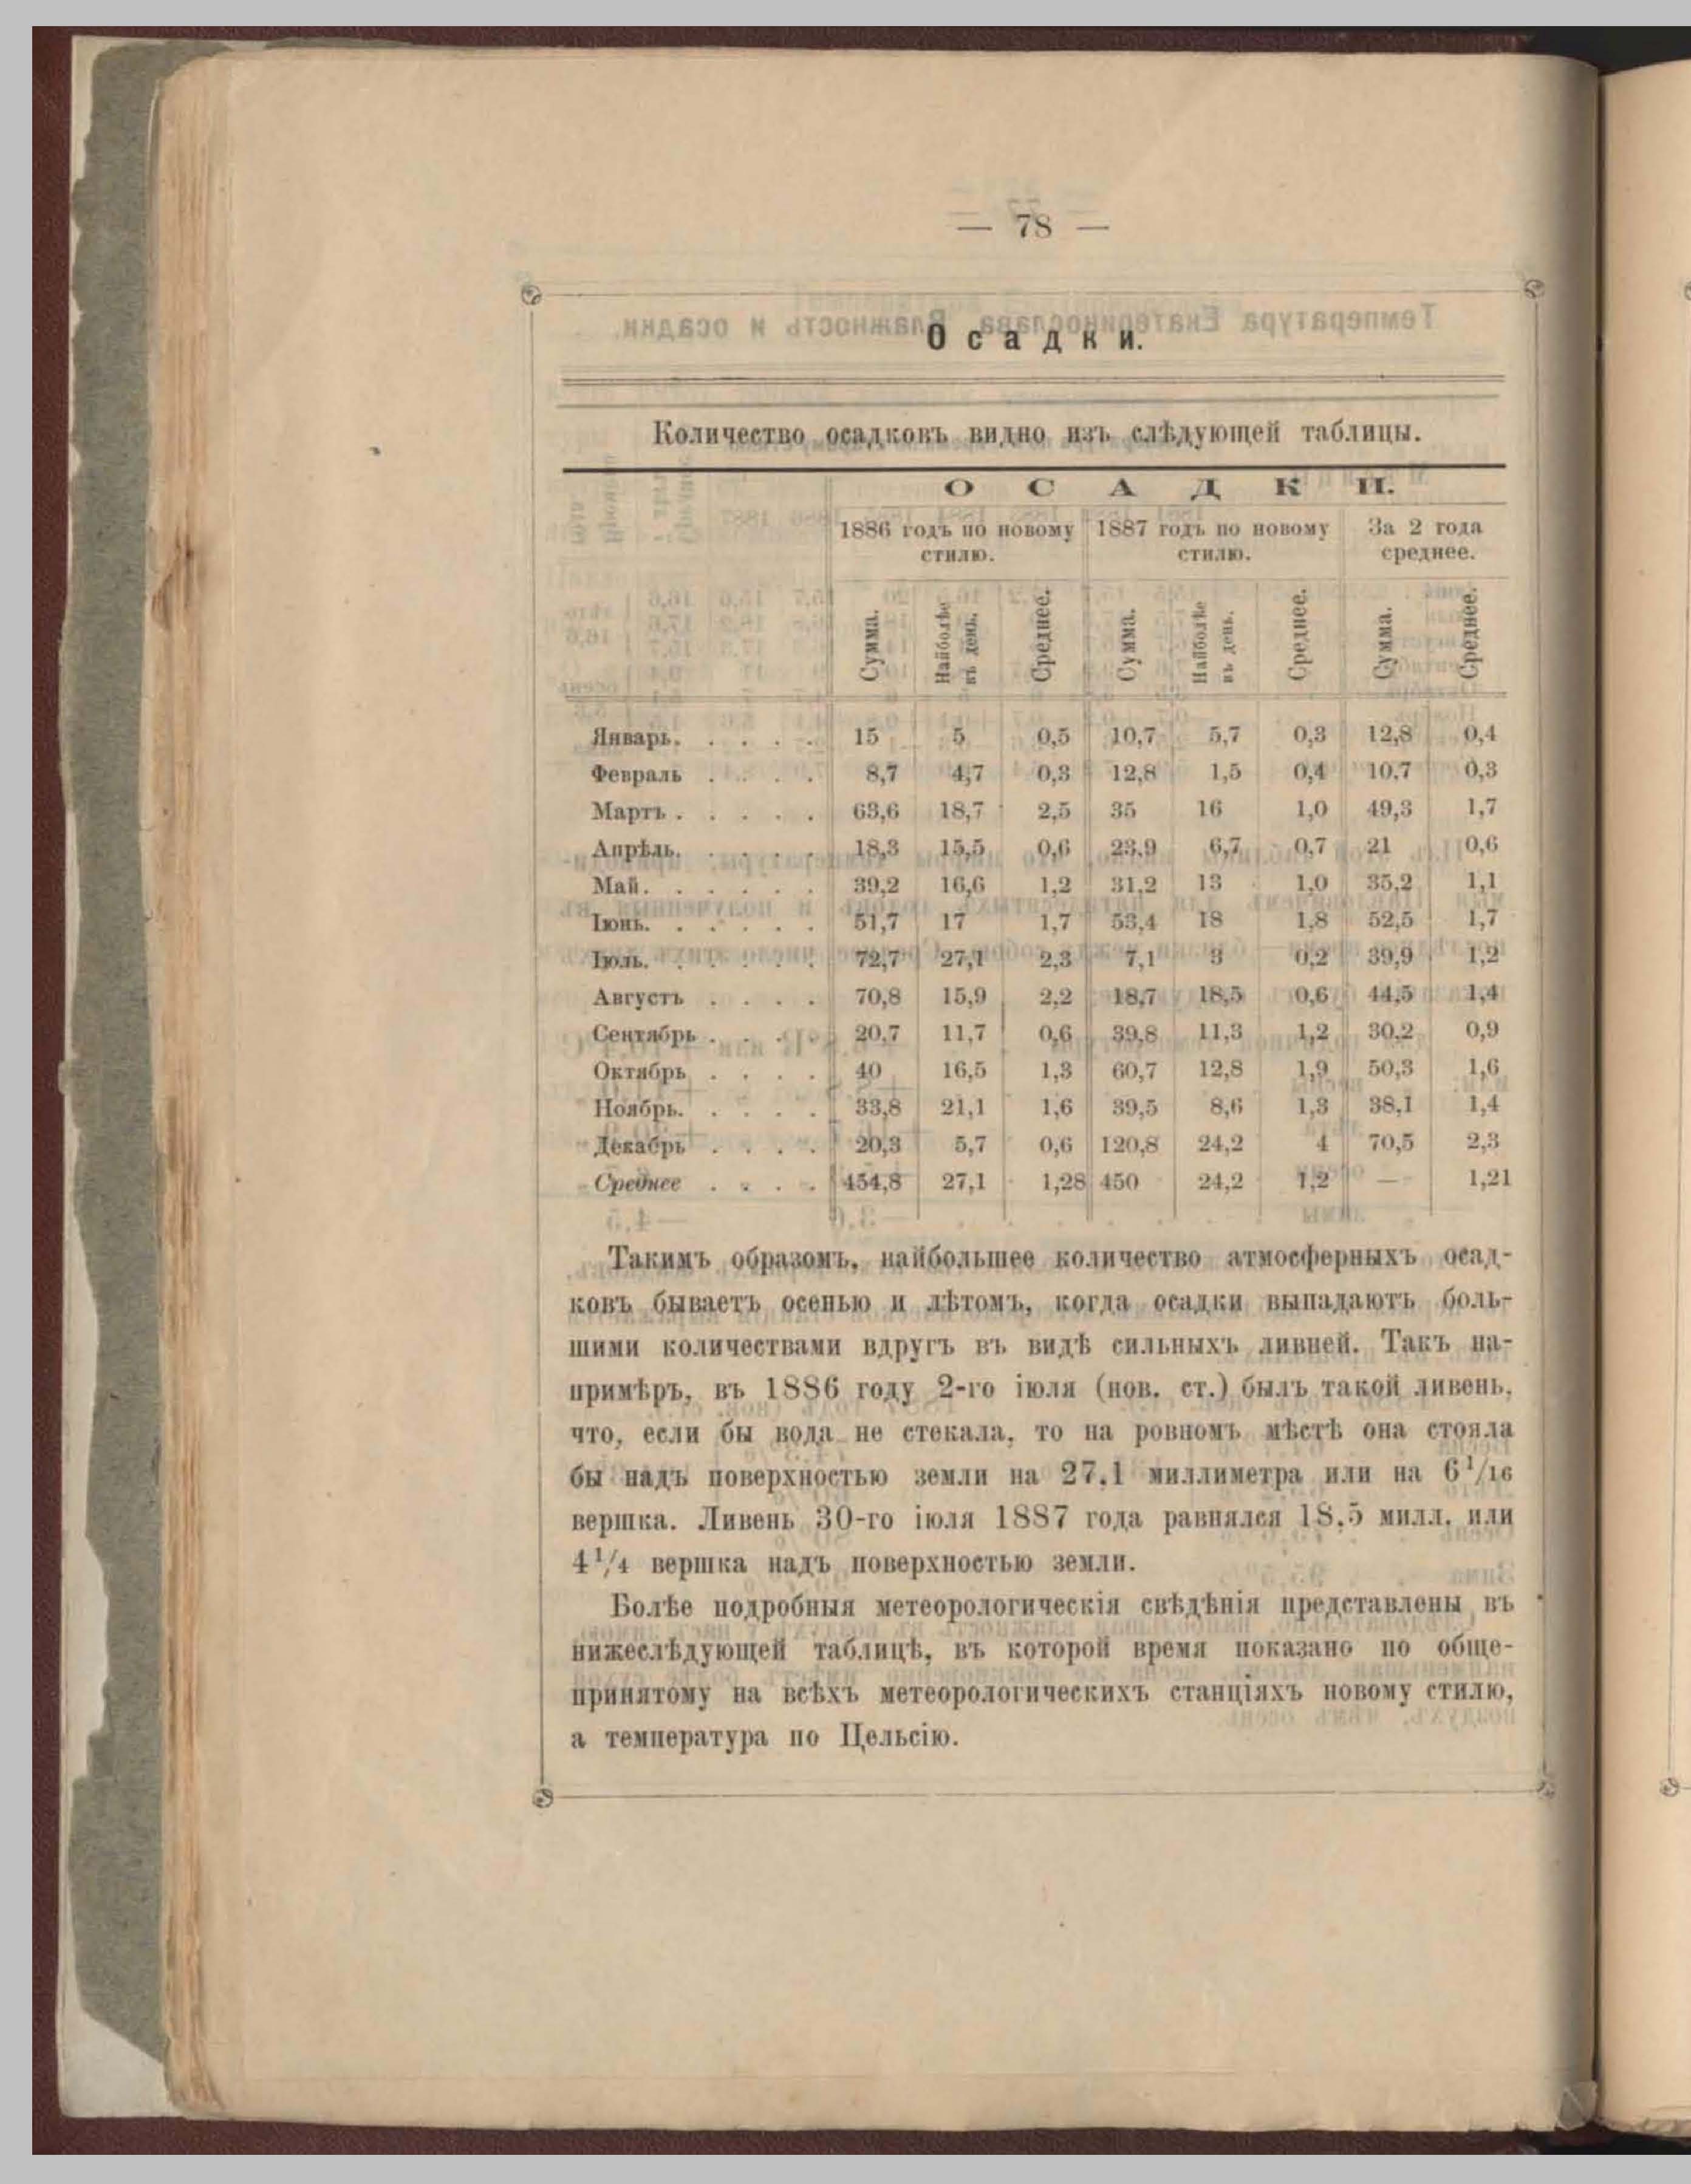 — 78 —
Осадки.
Количество осадковъ видно изъ слѣдующей таблицы.
ОСАДКИ.
1886 годъ по новому стилю. 1887 годъ по новому стилю. За 2 года среднее.
Сумма. Найболѣе въ день. Среднее. Сумма. Найболѣе въ день. Среднее. Сумма. Среднее.
Январь. . . . . 15 5 0,5 10,7 5,7 0,3 12,8 0,4
Февраль . . . . 8,7 4,7 0,3 12,8 1,5 0,4 10,7 0,3
Мартъ . . . . . 63,6 18,7 2,5 35 16 1,0 49,3 1,7
Апрѣль. . . . . 18,3 15,5 0,6 23,9 6,7 0,7 21 0,6
Май. . . . . . 39,2 16,6 1,2 31,2 13 1,0 35,2 1,1
Іюнь. . . . . . 51,7 17 1,7 53,4 18 1,8 52,5 1,7
Іюль. . . . . . 72,7 27,1 2,3 7,1 3 0,2 39,9 1,2
Августъ . . . . 70,8 15,9 2,2 18,7 18,5 0,6 44,5 1,4
Сентябрь . . . . 20,7 11,7 0,6 39,8 11,3 1,2 30,2 0,9
Октябрь . . . . 40 16,5 1,3 60,7 12,8 1,9 50,3 1,6
Ноябрь. . . . . 33,8 21,1 1,6 39,5 8,6 1,3 38,1 1,4
Декабрь . . . . 20,3 5,7 0,6 120,8 24,2 4 70,5 2,3
Среднее . . . . 454,8 27,1 1,28 450 24,2 1,2 — 1,21
Такимъ образомъ, найбольшее количество атмосферныхъ осад-
ковъ бываетъ осенью и лѣтомъ, когда осадки выпадаютъ боль-
шими количествами вдругъ въ видѣ сильныхъ ливней. Такъ на-
примѣръ, въ 1886 году 2-го іюля (нов. ст.) былъ такой ливень,
что, если бы вода не стекала, то на ровномъ мѣстѣ она стояла
бы надъ поверхностью земли на 27,1 миллиметра или на 6 1/16
вершка. Ливень 30-го іюля 1887 года равнялся 18,5 милл. или
4 1/4 вершка надъ поверхностью земли.
Болѣе подробныя метеорологическія свѣдѣнія представлены въ
нижеслѣдующей таблицѣ, въ которой время показано по обще-
принятому на всѣхъ метеорологическихъ станціяхъ новому стилю,
а температура по Цельсію.